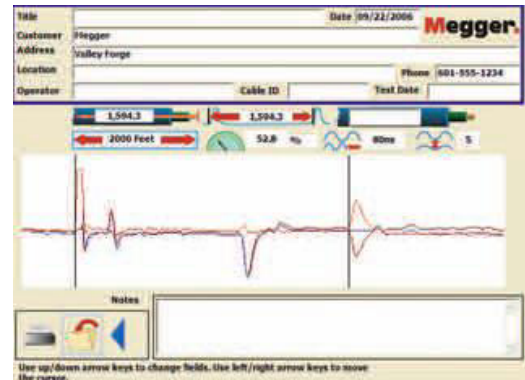 Title Date 09/22/2006 Megger.
Customer Megger
Address Valley Forge
Location Phone 601-555-1234
Operator Cable ID Test Date
1,594.3 1,594.3
2000 Feet 52.8 % 80ns 5
Notes
Use up/down arrow keys to change fields. Use left/right arrow keys to move
the cursor.